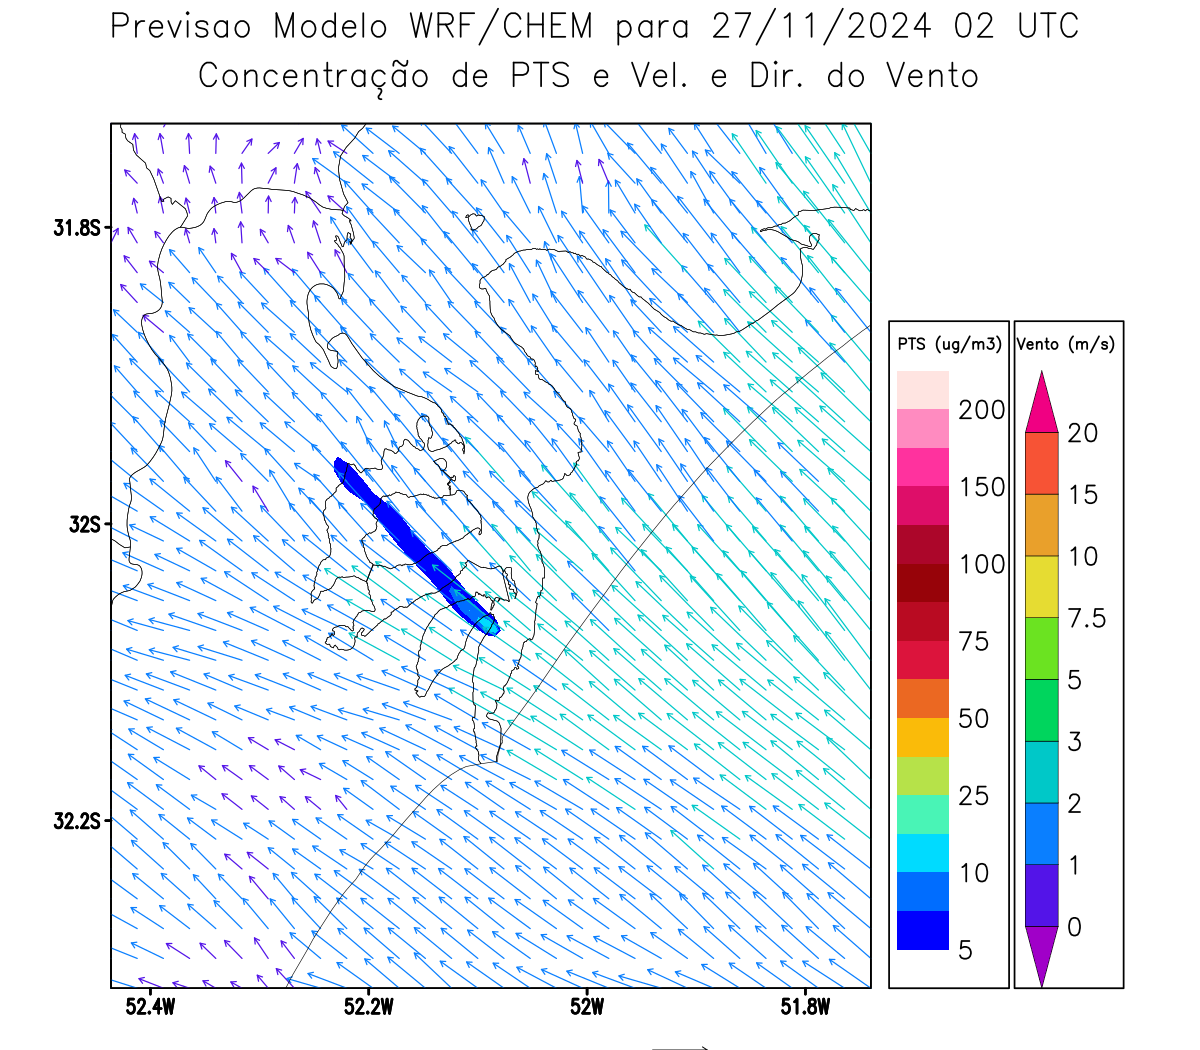 Previsao Modelo WRF/CHEM para 27/11/2024 02 UTC
Concentração de PTS e Vel. e Dir. do Vento
31.8S
32S
32.2S
52.4W 52.2W 52W 51.8W
PTS (ug/m3)
200
150
100
75
50
25
10
5
Vento (m/s)
20
15
10
7.5
5
3
2
1
0